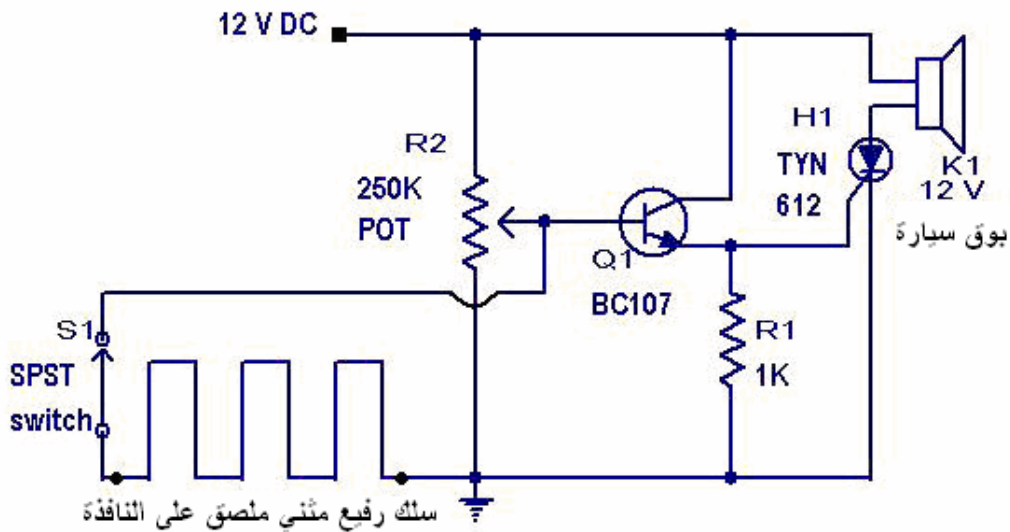 12 V DC
R2
250K
POT
H1
TYN
612
K1
12 V
بوق سيارة
Q1
BC107
R1
1K
S1
SPST
switch
سلك رفيع مثني ملصق على النافذة